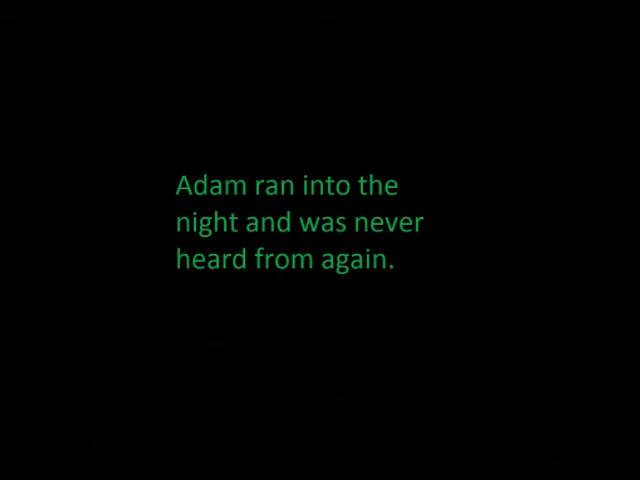 Adam ran into the
night and was never
heard from again.